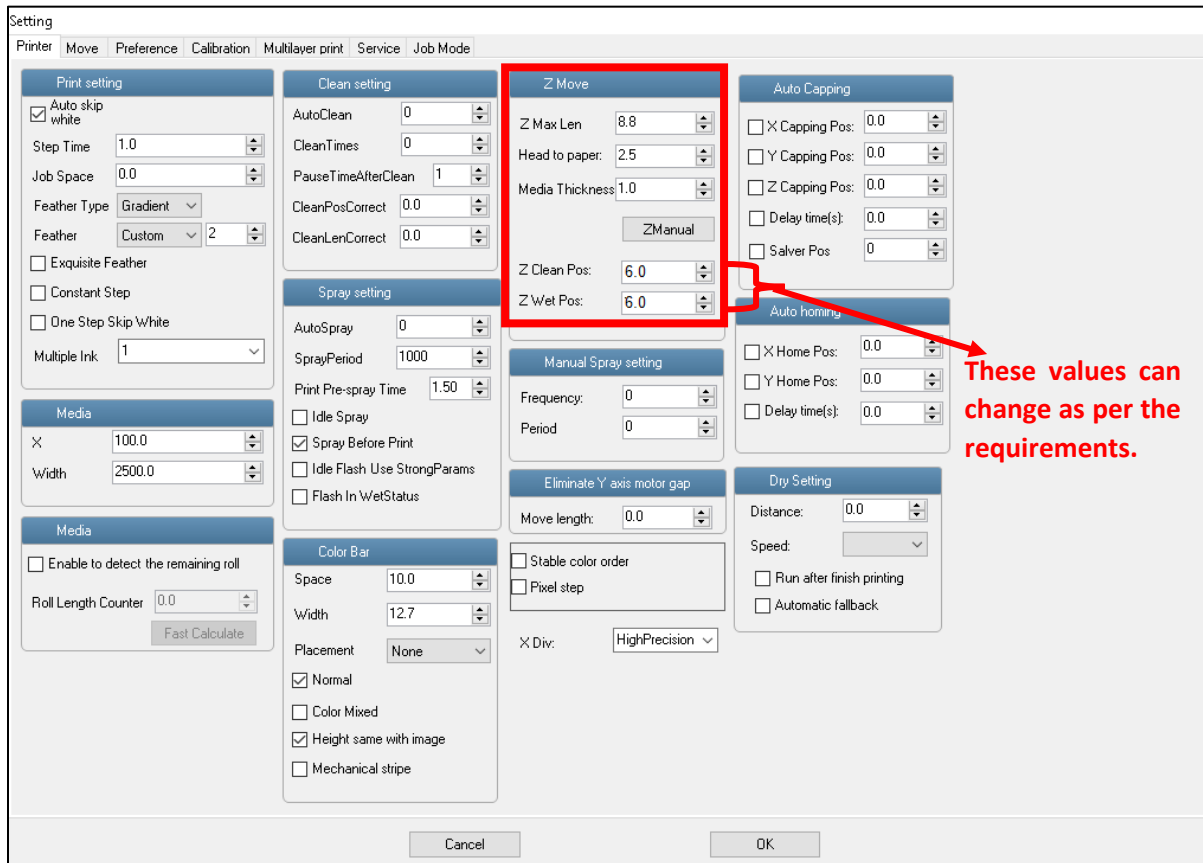 Setting
Printer Move Preference Calibration Multilayer print Service Job Mode
Print setting
Auto skip
white
Step Time 1.0
Job Space 0.0
Feather Type Gradient
Feather Custom 2
Exquisite Feather
Constant Step
One Step Skip White
Multiple Ink 1
Media
X 100.0
Width 2500.0
Media
Enable to detect the remaining roll
Roll Length Counter 0.0
Fast Calculate
Clean setting
AutoClean 0
CleanTimes 0
PauseTimeAfterClean 1
CleanPosCorrect 0.0
CleanLenCorrect 0.0
Spray setting
AutoSpray 0
SprayPeriod 1000
Print Pre-spray Time 1.50
Idle Spray
Spray Before Print
Idle Flash Use StrongParams
Flash In WetStatus
Color Bar
Space 10.0
Width 12.7
Placement None
Normal
Color Mixed
Height same with image
Mechanical stripe
Z Move
Z Max Len 8.8
Head to paper: 2.5
Media Thickness 1.0
ZManual
Z Clean Pos: 6.0
Z Wet Pos: 6.0
Manual Spray setting
Frequency: 0
Period 0
Eliminate Y axis motor gap
Move length: 0.0
Stable color order
Pixel step
X Div: HighPrecision
Auto Capping
X Capping Pos: 0.0
Y Capping Pos: 0.0
Z Capping Pos: 0.0
Delay time(s): 0.0
Salver Pos 0
Auto homing
X Home Pos: 0.0
Y Home Pos: 0.0
Delay time(s): 0.0
Dry Setting
Distance: 0.0
Speed:
Run after finish printing
Automatic fallback
These values can
change as per the
requirements.
Cancel OK